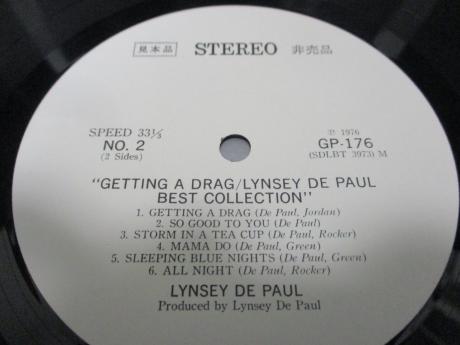 見本品 STEREO 非売品
SPEED 33⅓ ℗ 1976
NO. 2 GP-176
(2 Sides) (SDLBT 3973) M
"GETTING A DRAG/LYNSEY DE PAUL
BEST COLLECTION"
1. GETTING A DRAG (De Paul, Jordan)
2. SO GOOD TO YOU (De Paul)
3. STORM IN A TEA CUP (De Paul, Rocker)
4. MAMA DO (De Paul, Green)
5. SLEEPING BLUE NIGHTS (De Paul, Green)
6. ALL NIGHT (De Paul, Rocker)
LYNSEY DE PAUL
Produced by Lynsey De Paul